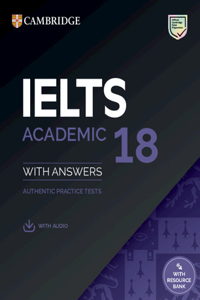 CAMBRIDGE
IELTS
ACADEMIC 18
WITH ANSWERS
AUTHENTIC PRACTICE TESTS
WITH AUDIO
WITH
RESOURCE
BANK